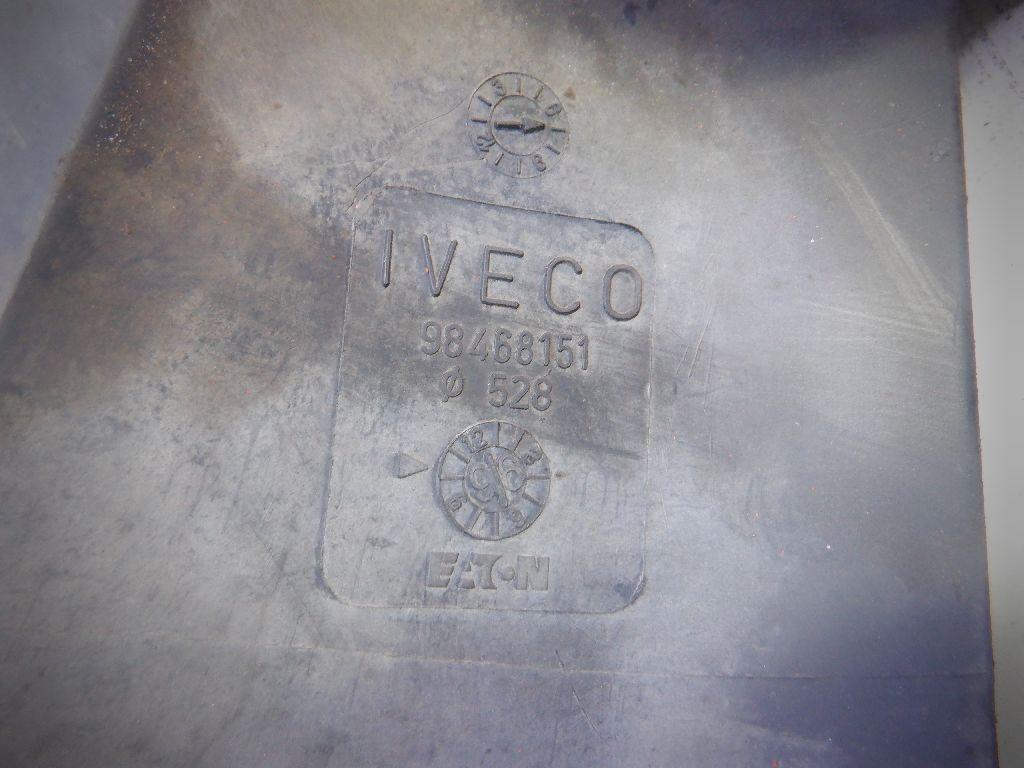 IVECO
98468151
Ø 528
EATON